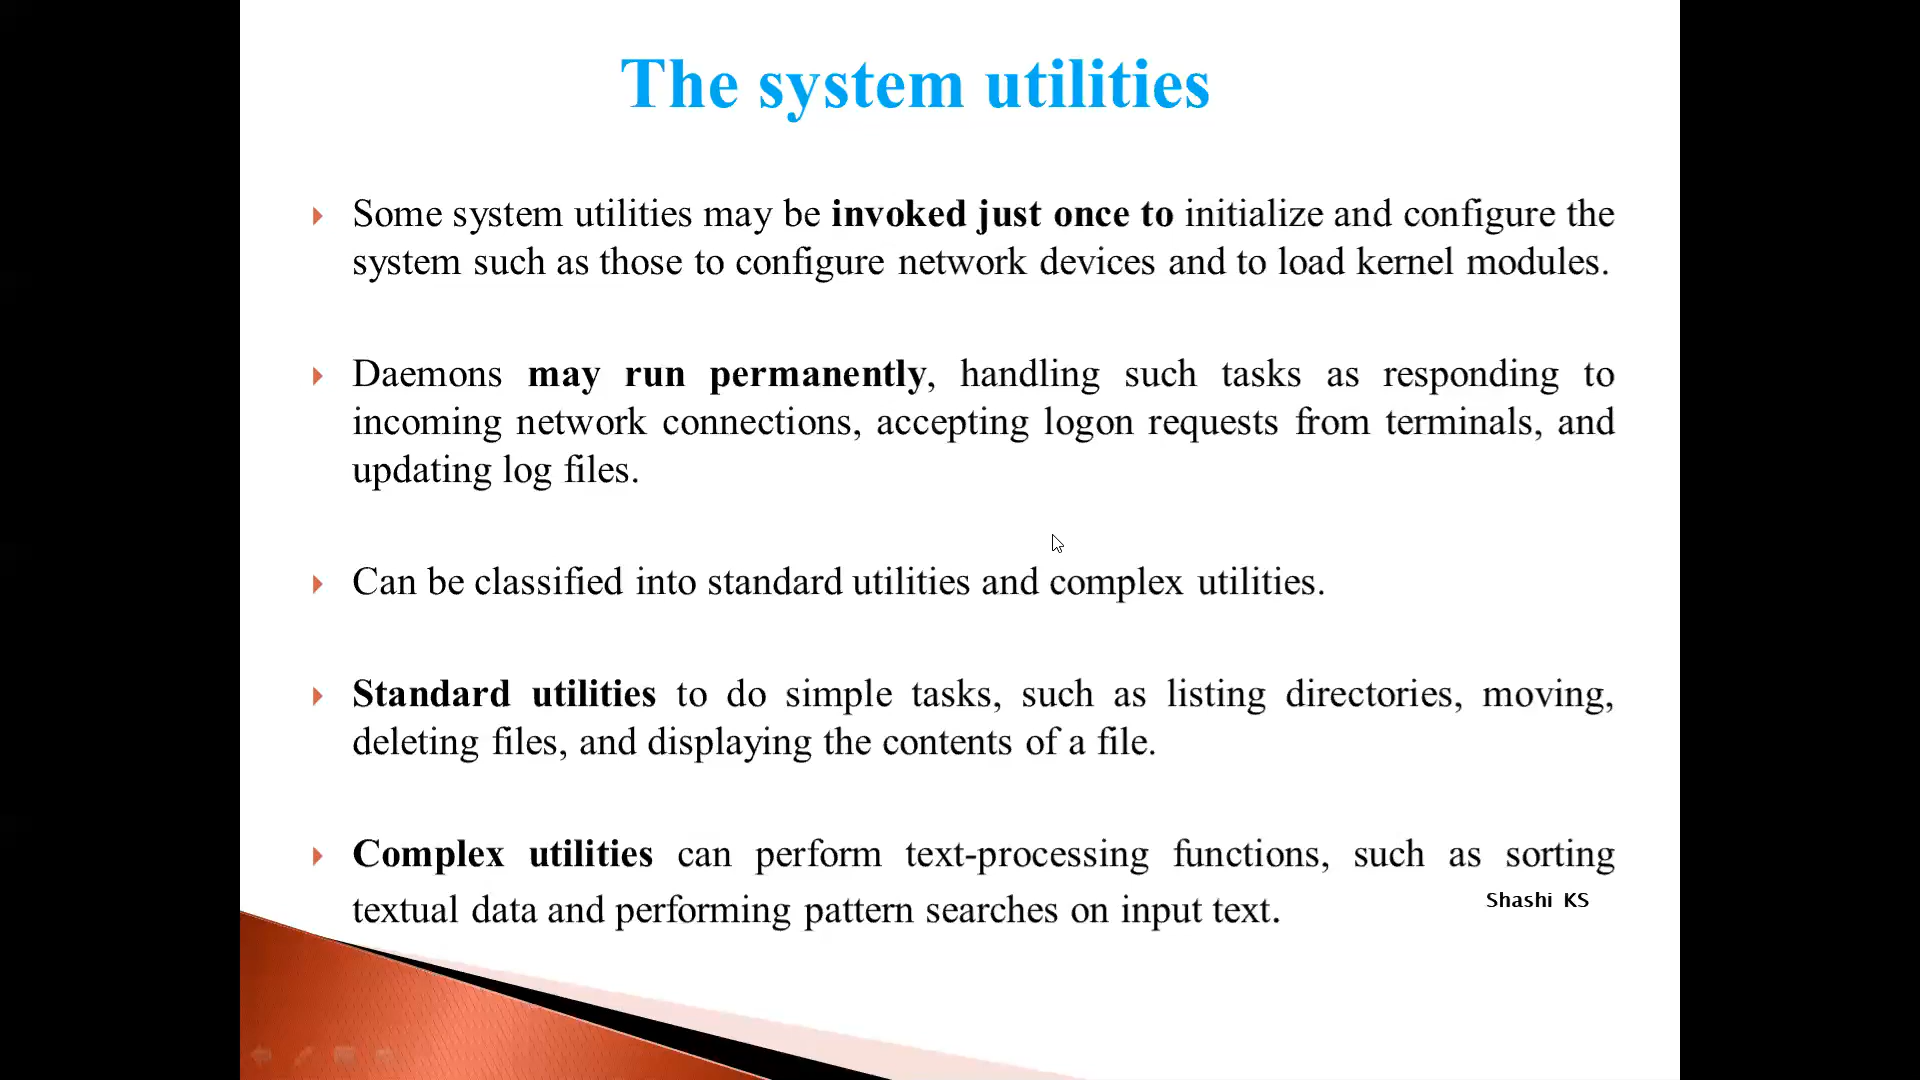 The system utilities
Some system utilities may be invoked just once to initialize and configure the
system such as those to configure network devices and to load kernel modules.
Daemons may run permanently, handling such tasks as responding to
incoming network connections, accepting logon requests from terminals, and
updating log files.
Can be classified into standard utilities and complex utilities.
Standard utilities to do simple tasks, such as listing directories, moving,
deleting files, and displaying the contents of a file.
Complex utilities can perform text-processing functions, such as sorting
textual data and performing pattern searches on input text.
Shashi KS